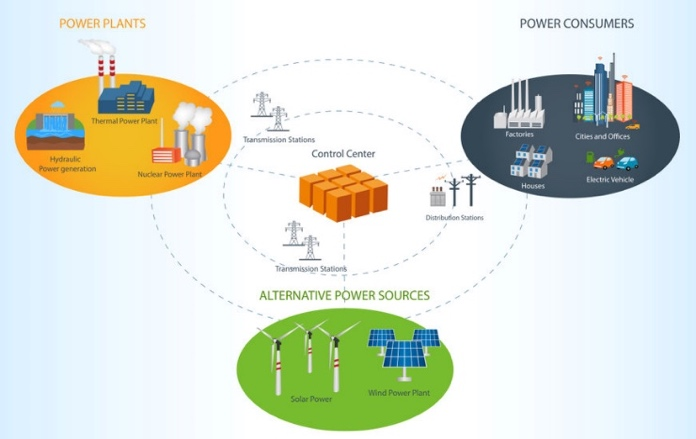 POWER PLANTS
POWER CONSUMERS
Thermal Power Plant
Hydraulic
Power generation
Nuclear Power Plant
Transmission Stations
Control Center
Factories
Cities and Offices
Houses
Electric Vehicle
Distribution Stations
Transmission Stations
ALTERNATIVE POWER SOURCES
Solar Power
Wind Power Plant